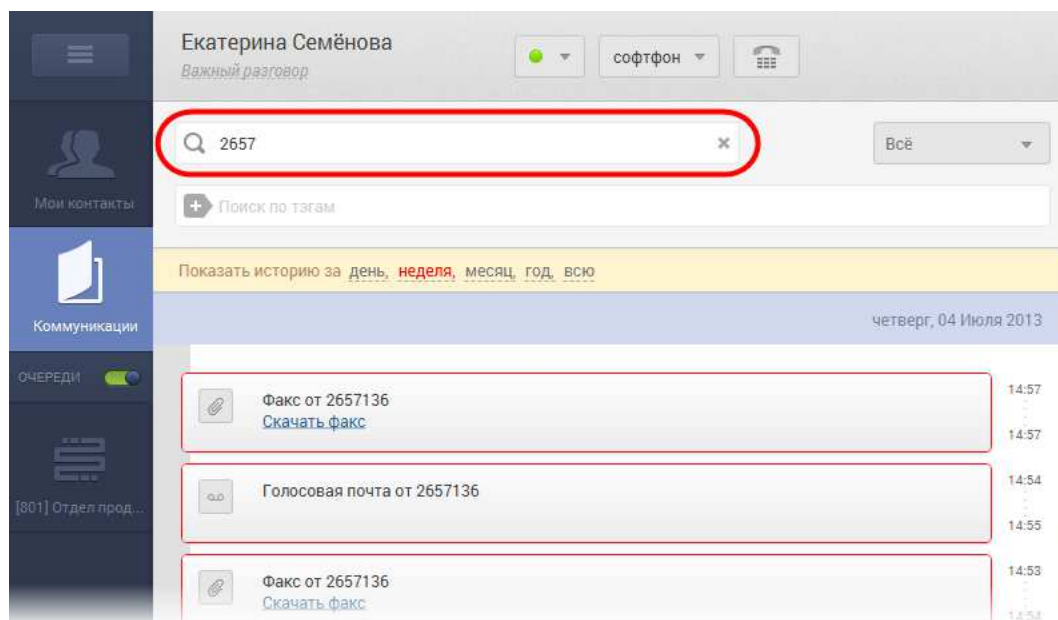 Екатерина Семёнова
Важный разговор
софтфон
2657
Всё
Мои контакты
Поиск по тэгам
Показать историю за день, неделя, месяц, год, всю
Коммуникации
четверг, 04 Июля 2013
ОЧЕРЕДИ
Факс от 2657136
Скачать факс
14:57
14:57
[801] Отдел прод...
Голосовая почта от 2657136
14:54
14:55
Факс от 2657136
Скачать факс
14:53
14:54